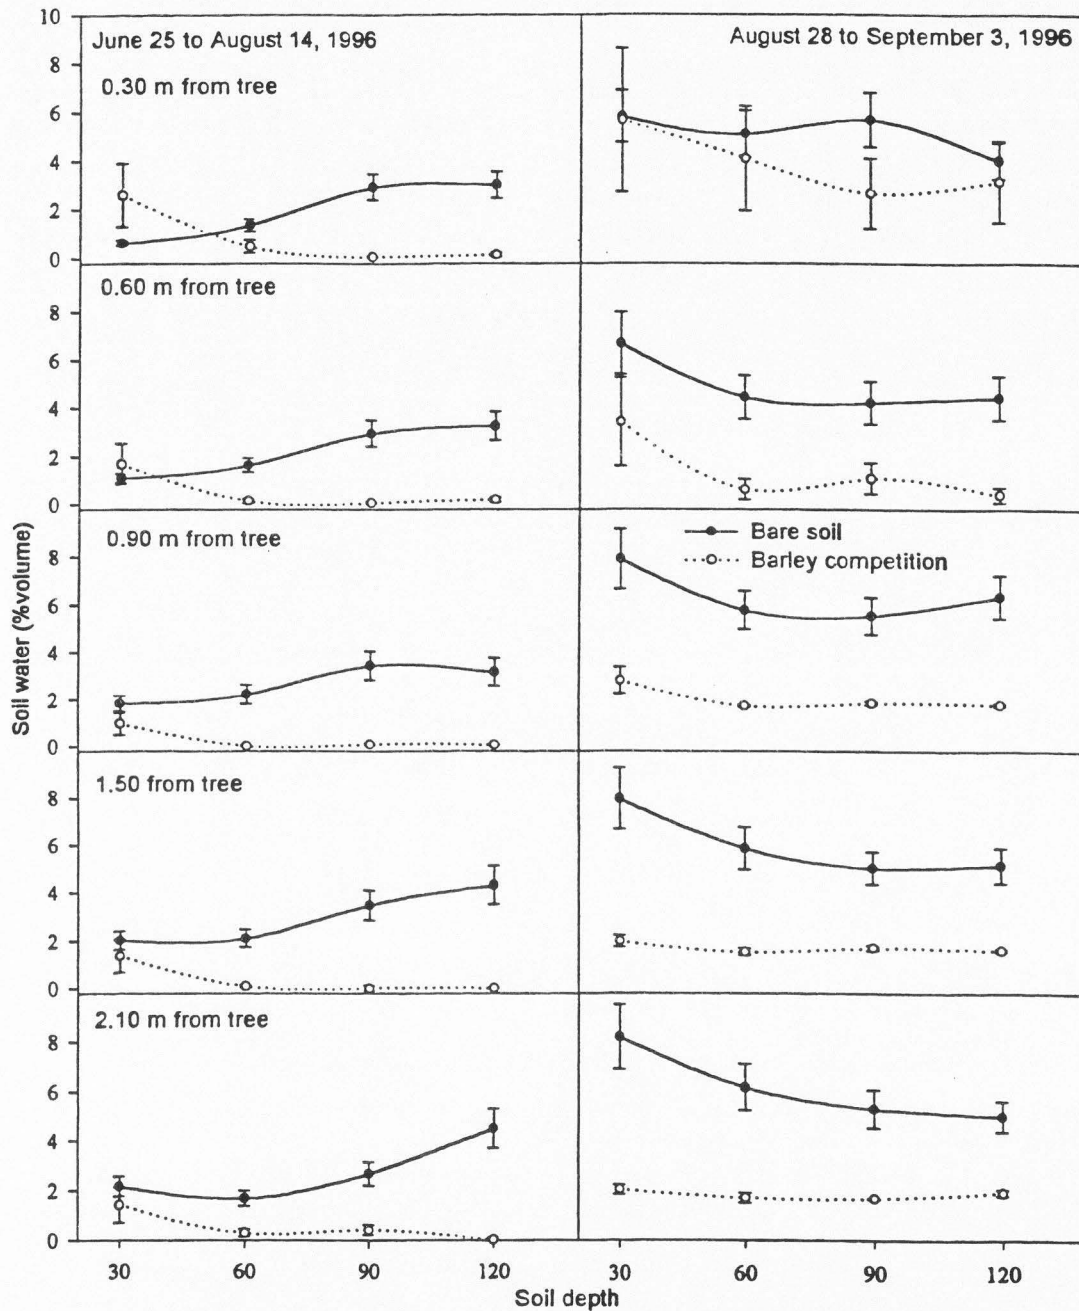 10
June 25 to August 14, 1996
August 28 to September 3, 1996
8
0.30 m from tree
6
4
2
0
0.60 m from tree
8
6
4
2
0
0.90 m from tree
Bare soil
Barley competition
8
6
4
2
0
1.50 from tree
8
6
4
2
0
2.10 m from tree
8
6
4
2
0
Soil water (%volume)
30 60 90 120 30 60 90 120
Soil depth